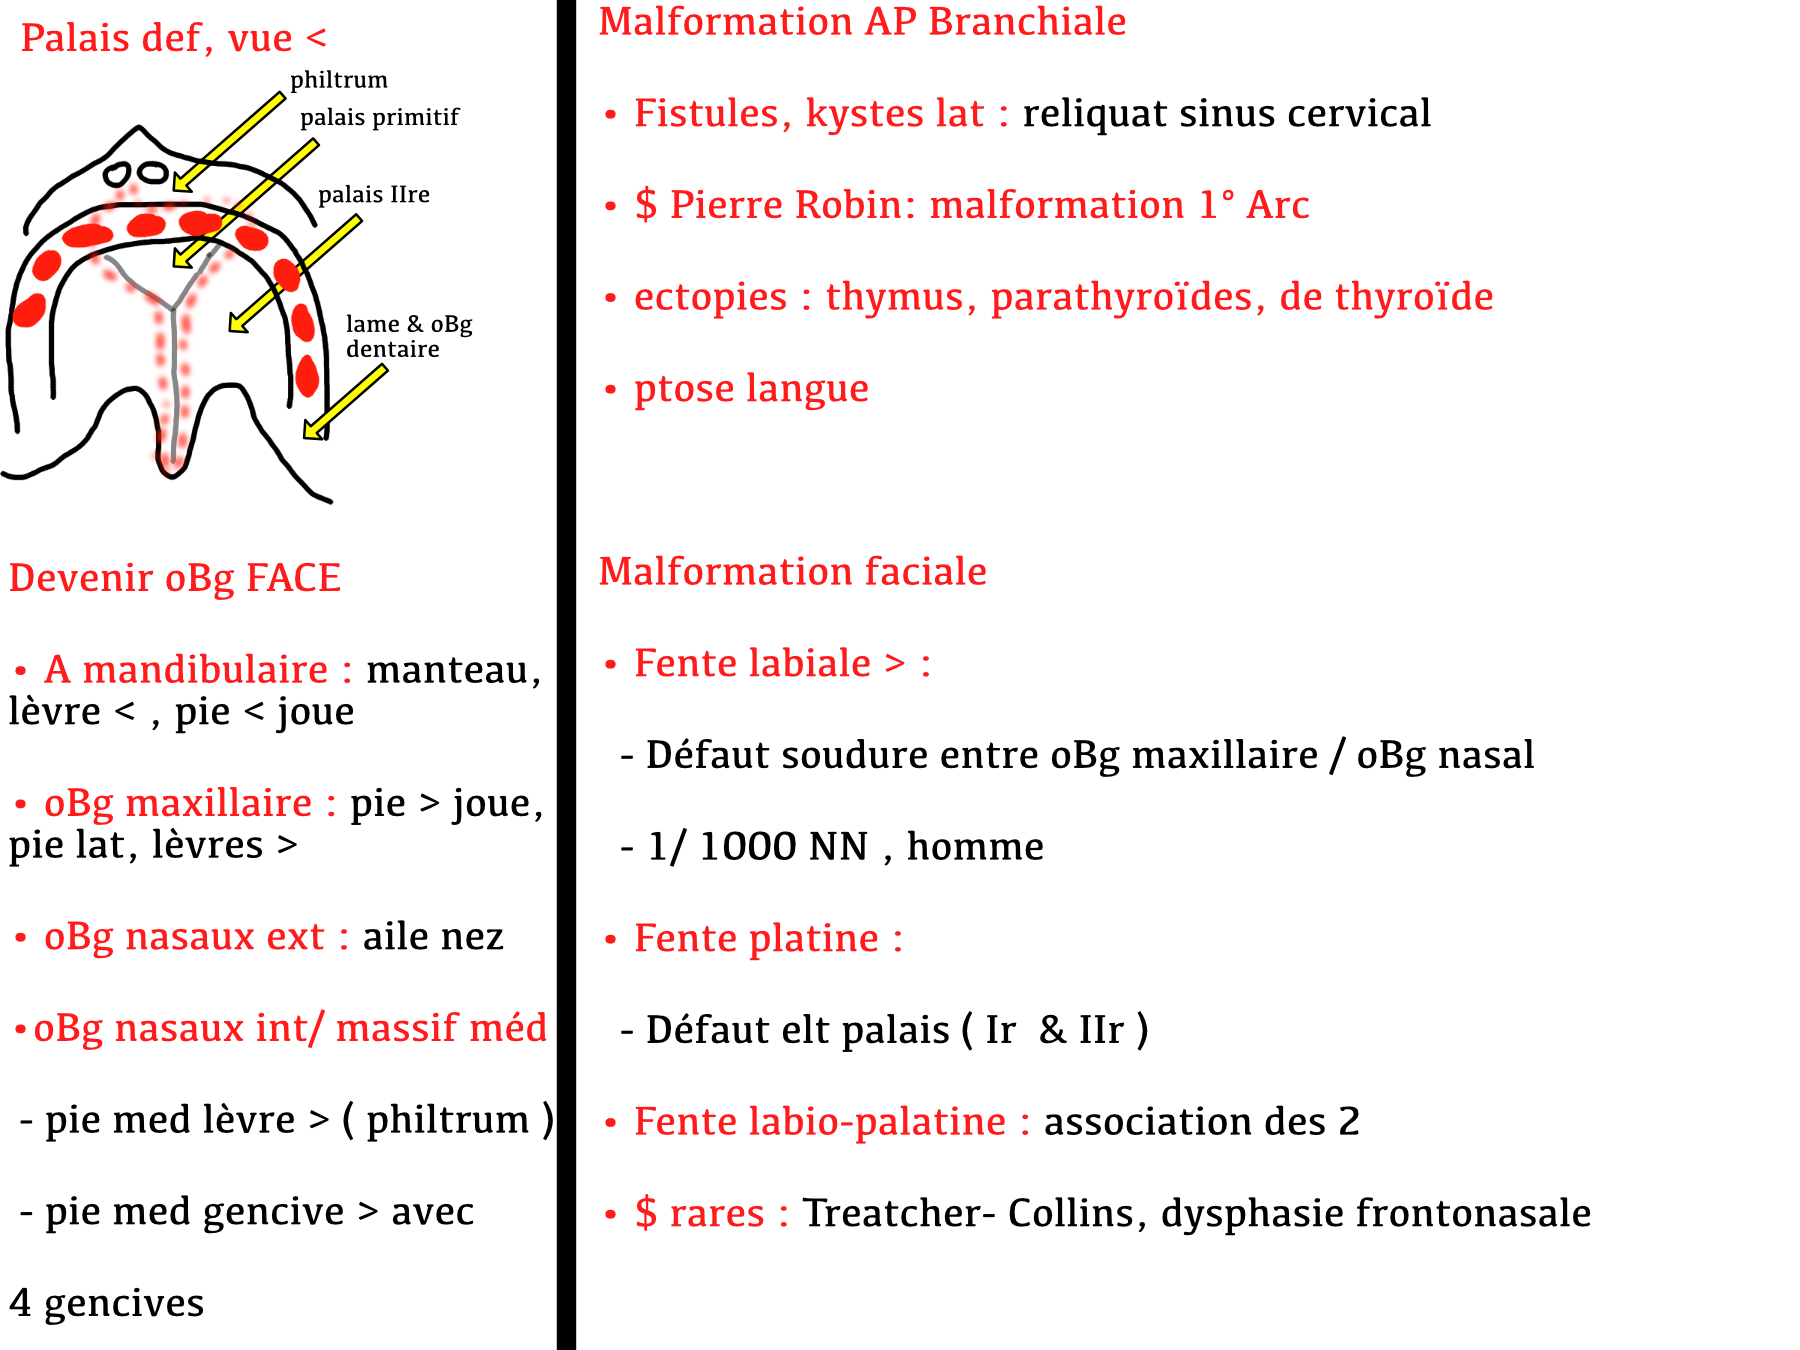 Palais def, vue <
philtrum
palais primitif
palais IIre
lame & oBg
dentaire
Devenir oBg FACE
• A mandibulaire : manteau,
lèvre < , pie < joue
• oBg maxillaire : pie > joue,
pie lat, lèvres >
• oBg nasaux ext : aile nez
• oBg nasaux int/ massif méd
- pie med lèvre > ( philtrum )
- pie med gencive > avec
4 gencives
Malformation AP Branchiale
• Fistules, kystes lat : reliquat sinus cervical
• $ Pierre Robin: malformation 1° Arc
• ectopies : thymus, parathyroïdes, de thyroïde
• ptose langue
Malformation faciale
• Fente labiale > :
- Défaut soudure entre oBg maxillaire / oBg nasal
- 1/ 1000 NN , homme
• Fente platine :
- Défaut elt palais ( Ir & IIr )
• Fente labio-palatine : association des 2
• $ rares : Treatcher- Collins, dysphasie frontonasale